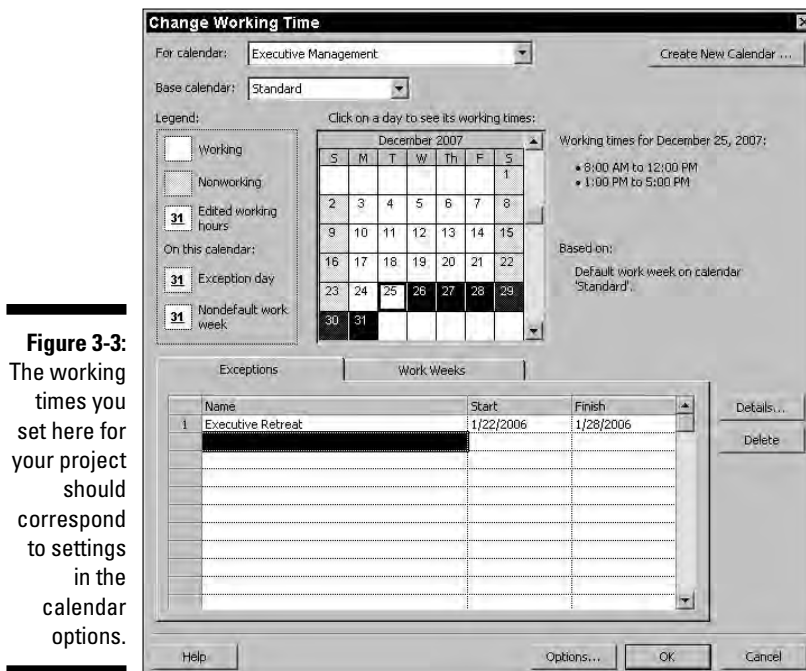 Change Working Time
For calendar: Executive Management Create New Calendar ...
Base calendar: Standard
Legend: Click on a day to see its working times:
Working
Nonworking
31 Edited working hours
On this calendar:
31 Exception day
31 Nondefault work week
December 2007
S M T W Th F S
1
2 3 4 5 6 7 8
9 10 11 12 13 14 15
16 17 18 19 20 21 22
23 24 25 26 27 28 29
30 31
Working times for December 25, 2007:
• 8:00 AM to 12:00 PM
• 1:00 PM to 5:00 PM
Based on:
Default work week on calendar
'Standard'.
Exceptions Work Weeks
Name Start Finish
1 Executive Retreat 1/22/2006 1/28/2006
Details...
Delete
Help Options... OK Cancel
Figure 3-3:
The working
times you
set here for
your project
should
correspond
to settings
in the
calendar
options.